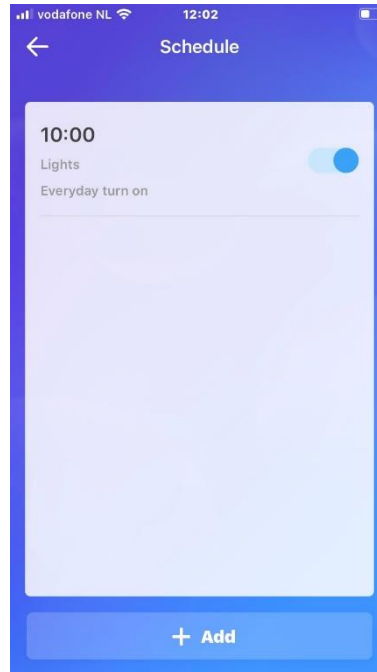 vodafone NL 12:02
Schedule
10:00
Lights
Everyday turn on
+ Add